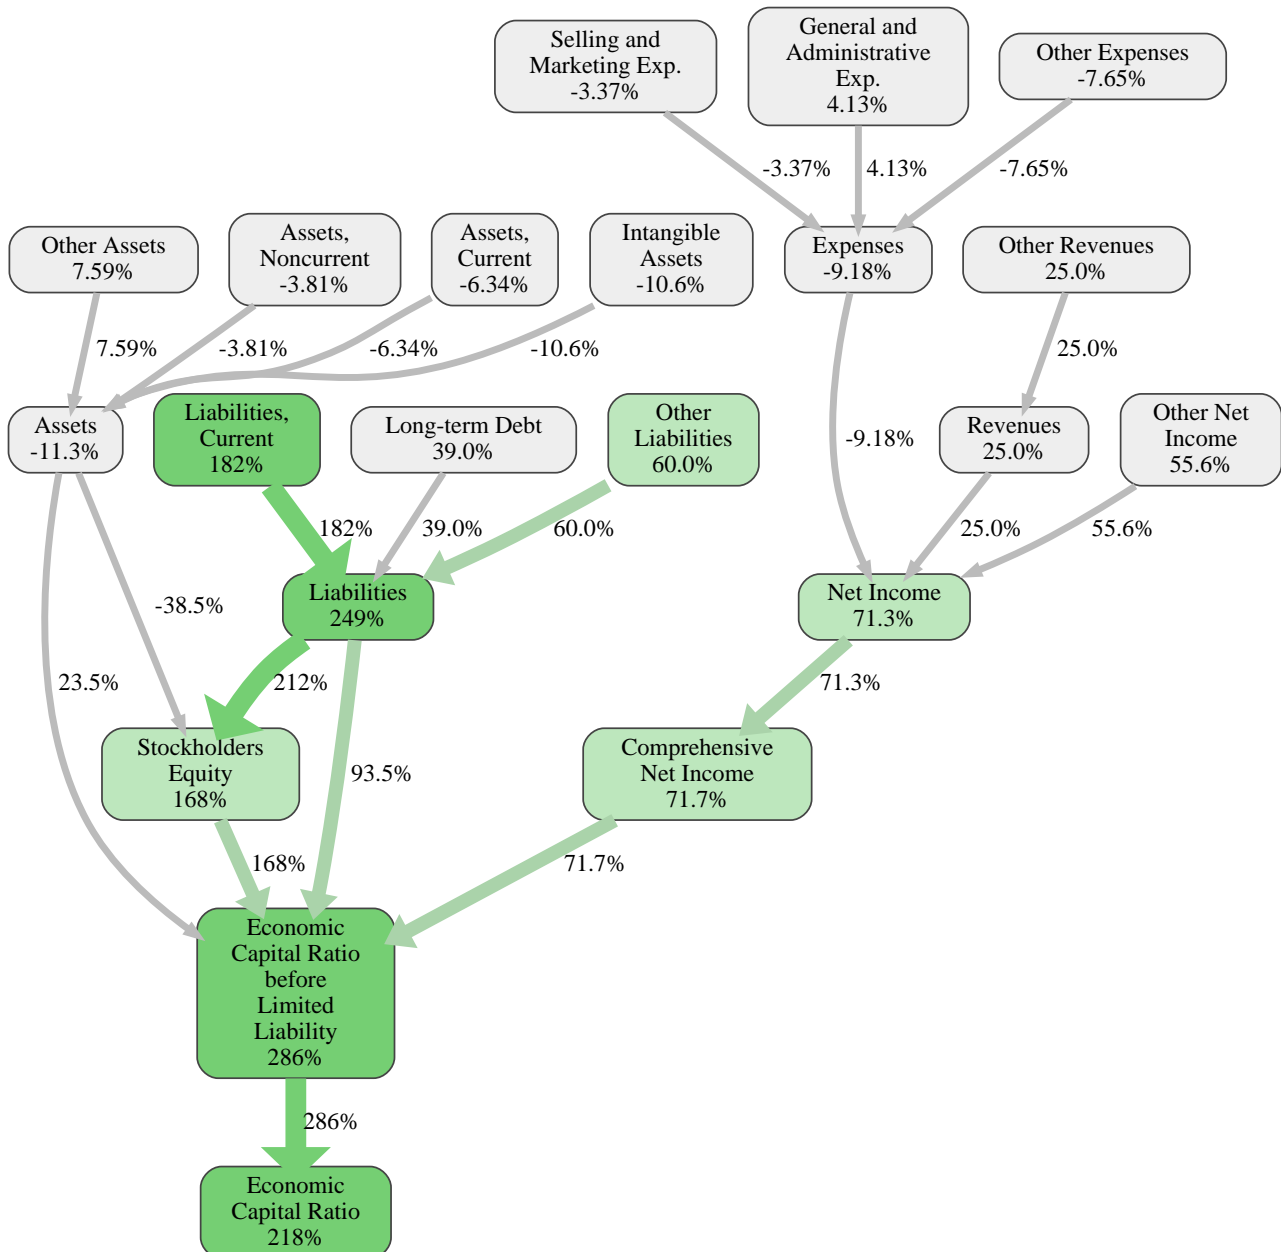 Selling and
Marketing Exp.
-3.37%
General and
Administrative
Exp.
4.13%
Other Expenses
-7.65%
-3.37%
4.13%
-7.65%
Other Assets
7.59%
Assets,
Noncurrent
-3.81%
Assets,
Current
-6.34%
Intangible
Assets
-10.6%
Expenses
-9.18%
Other Revenues
25.0%
7.59%
-3.81%
-6.34%
-10.6%
25.0%
Assets
-11.3%
Liabilities,
Current
182%
Long-term Debt
39.0%
Other
Liabilities
60.0%
-9.18%
Revenues
25.0%
Other Net
Income
55.6%
182%
39.0%
60.0%
25.0%
55.6%
-38.5%
Liabilities
249%
Net Income
71.3%
23.5%
212%
71.3%
Stockholders
Equity
168%
93.5%
Comprehensive
Net Income
71.7%
168%
71.7%
Economic
Capital Ratio
before
Limited
Liability
286%
286%
Economic
Capital Ratio
218%